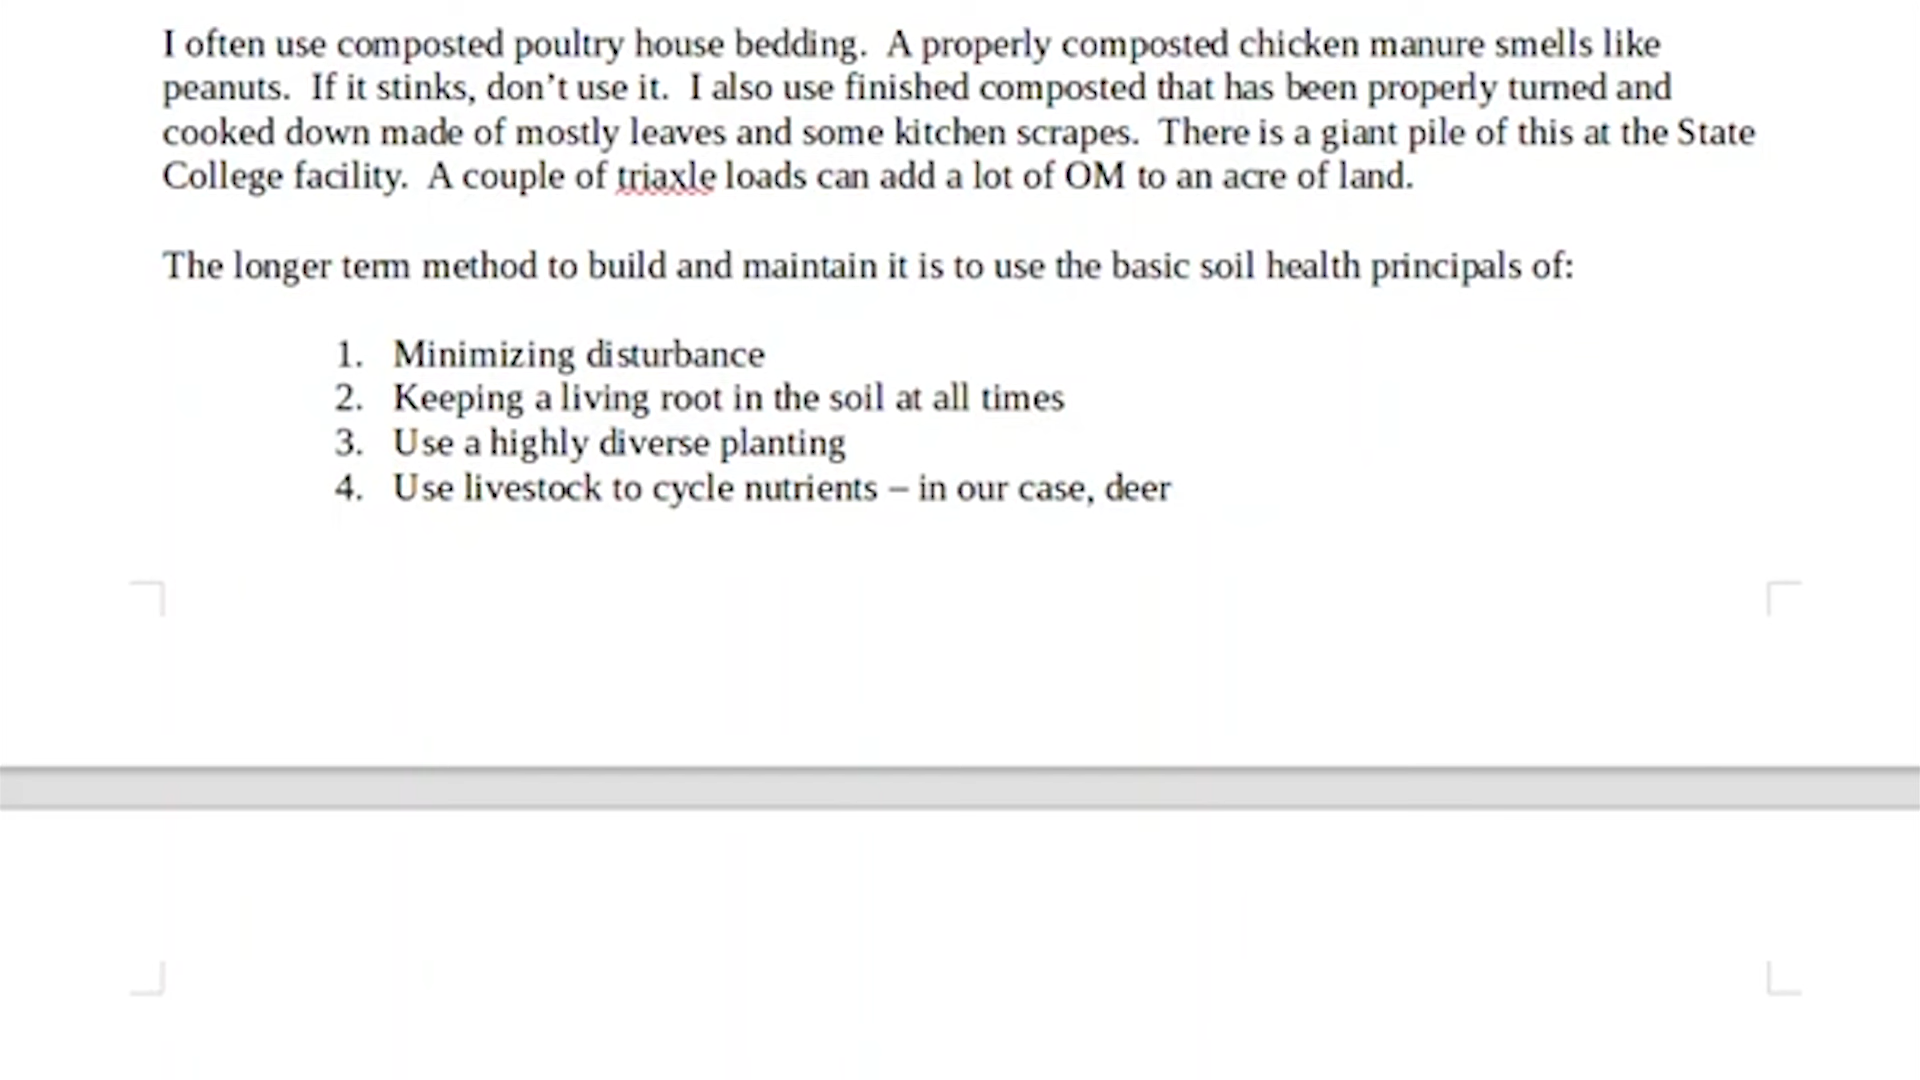 I often use composted poultry house bedding.  A properly composted chicken manure smells like
peanuts.  If it stinks, don’t use it.  I also use finished composted that has been properly turned and
cooked down made of mostly leaves and some kitchen scrapes.  There is a giant pile of this at the State
College facility.  A couple of triaxle loads can add a lot of OM to an acre of land.
The longer term method to build and maintain it is to use the basic soil health principals of:
1. Minimizing disturbance
2. Keeping a living root in the soil at all times
3. Use a highly diverse planting
4. Use livestock to cycle nutrients – in our case, deer